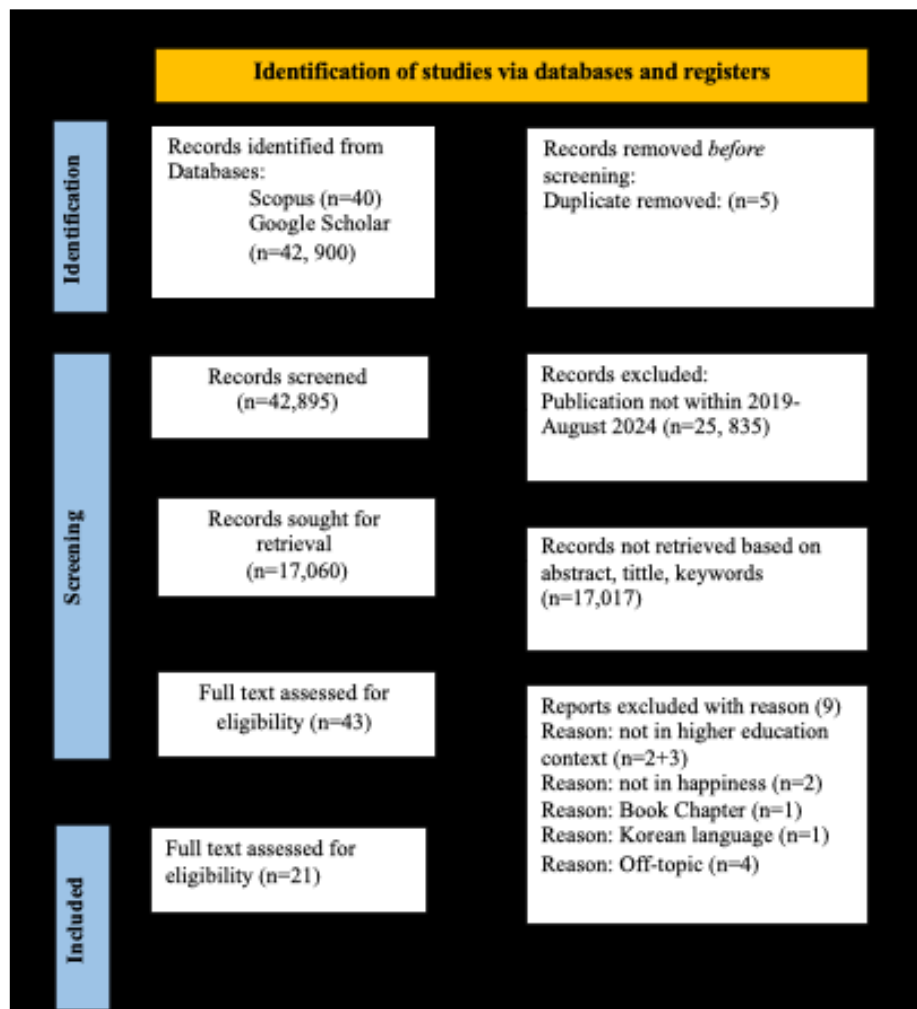 Identification of studies via databases and registers
Identification
Records identified from
Databases:
Scopus (n=40)
Google Scholar
(n=42, 900)
Records removed before
screening:
Duplicate removed: (n=5)
Screening
Records screened
(n=42,895)
Records excluded:
Publication not within 2019-
August 2024 (n=25, 835)
Records sought for
retrieval
(n=17,060)
Records not retrieved based on
abstract, tittle, keywords
(n=17,017)
Full text assessed for
eligibility (n=43)
Reports excluded with reason (9)
Reason: not in higher education
context (n=2+3)
Reason: not in happiness (n=2)
Reason: Book Chapter (n=1)
Reason: Korean language (n=1)
Reason: Off-topic (n=4)
Included
Full text assessed for
eligibility (n=21)